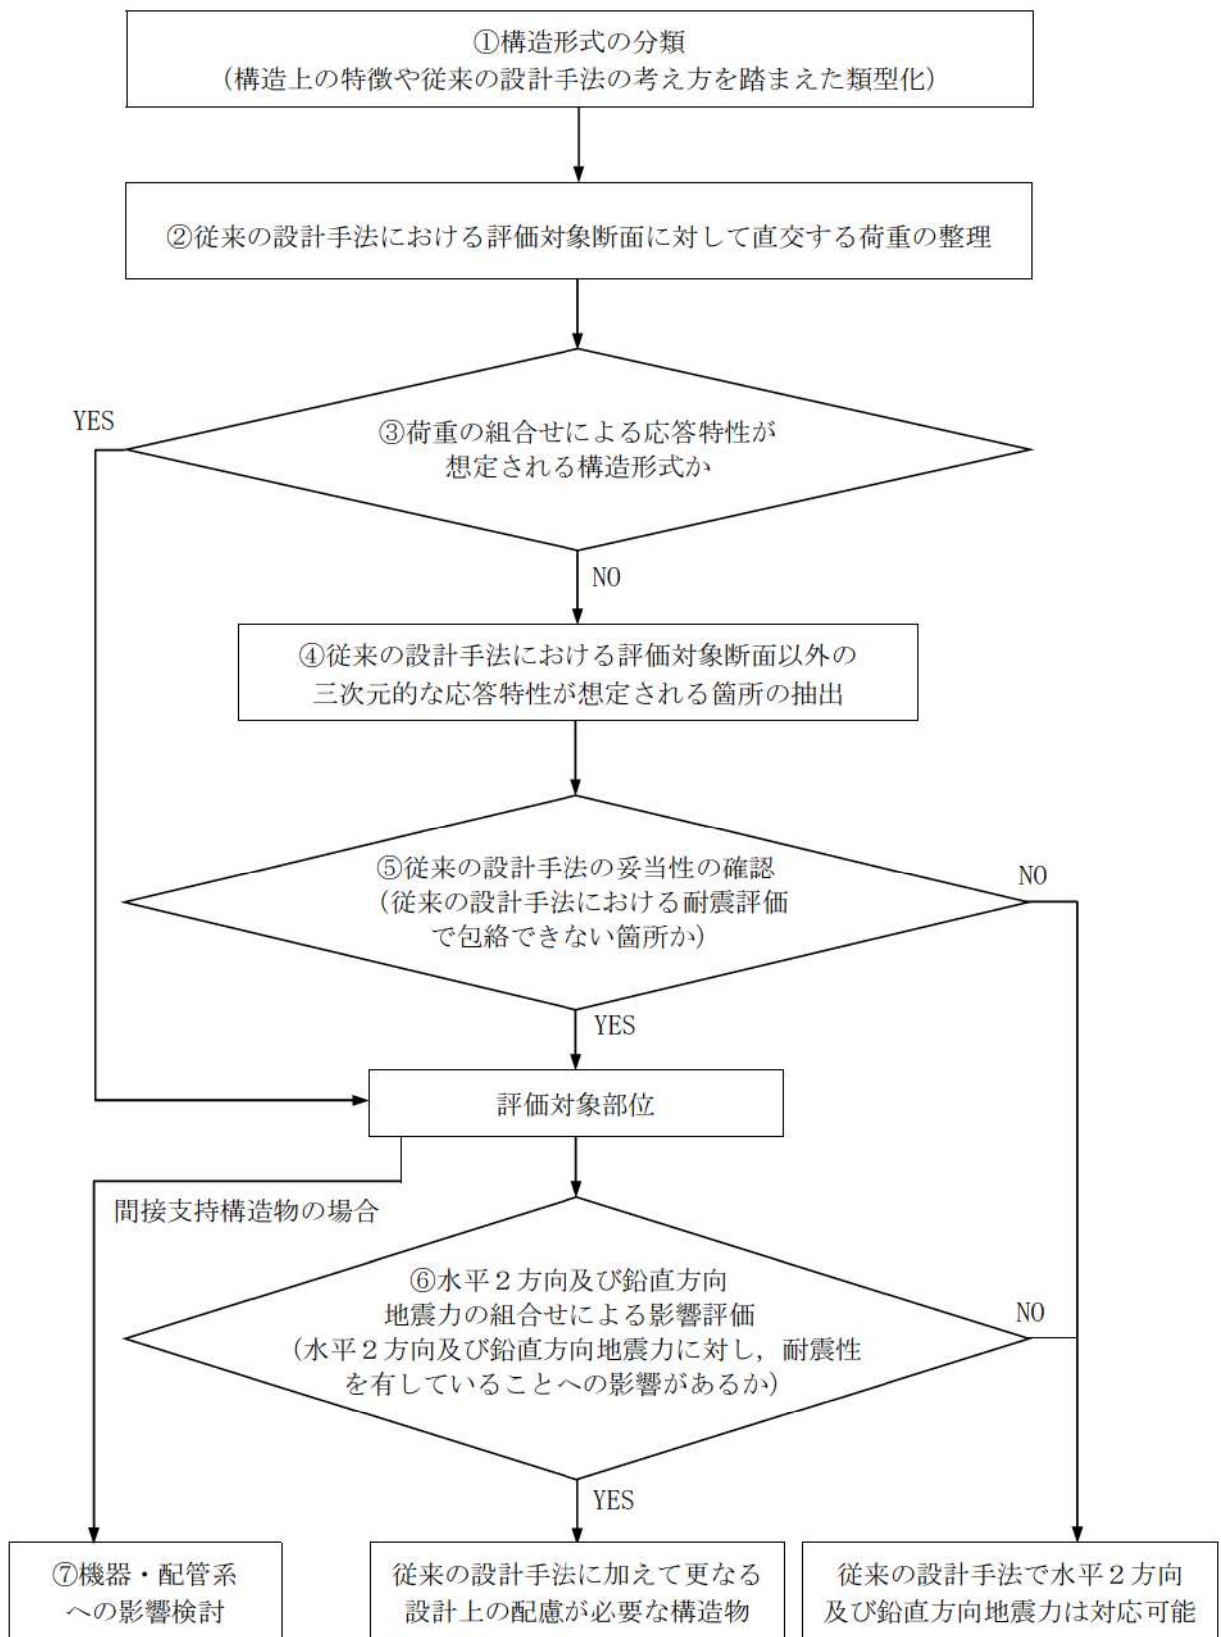 ①構造形式の分類
（構造上の特徴や従来の設計手法の考え方を踏まえた類型化）
②従来の設計手法における評価対象断面に対して直交する荷重の整理
YES
③荷重の組合せによる応答特性が
想定される構造形式か
NO
④従来の設計手法における評価対象断面以外の
三次元的な応答特性が想定される箇所の抽出
⑤従来の設計手法の妥当性の確認
（従来の設計手法における耐震評価
で包絡できない箇所か）
NO
YES
評価対象部位
間接支持構造物の場合
⑥水平２方向及び鉛直方向
地震力の組合せによる影響評価
（水平２方向及び鉛直方向地震力に対し，耐震性
を有していることへの影響があるか）
NO
YES
⑦機器・配管系
への影響検討
従来の設計手法に加えて更なる
設計上の配慮が必要な構造物
従来の設計手法で水平２方向
及び鉛直方向地震力は対応可能